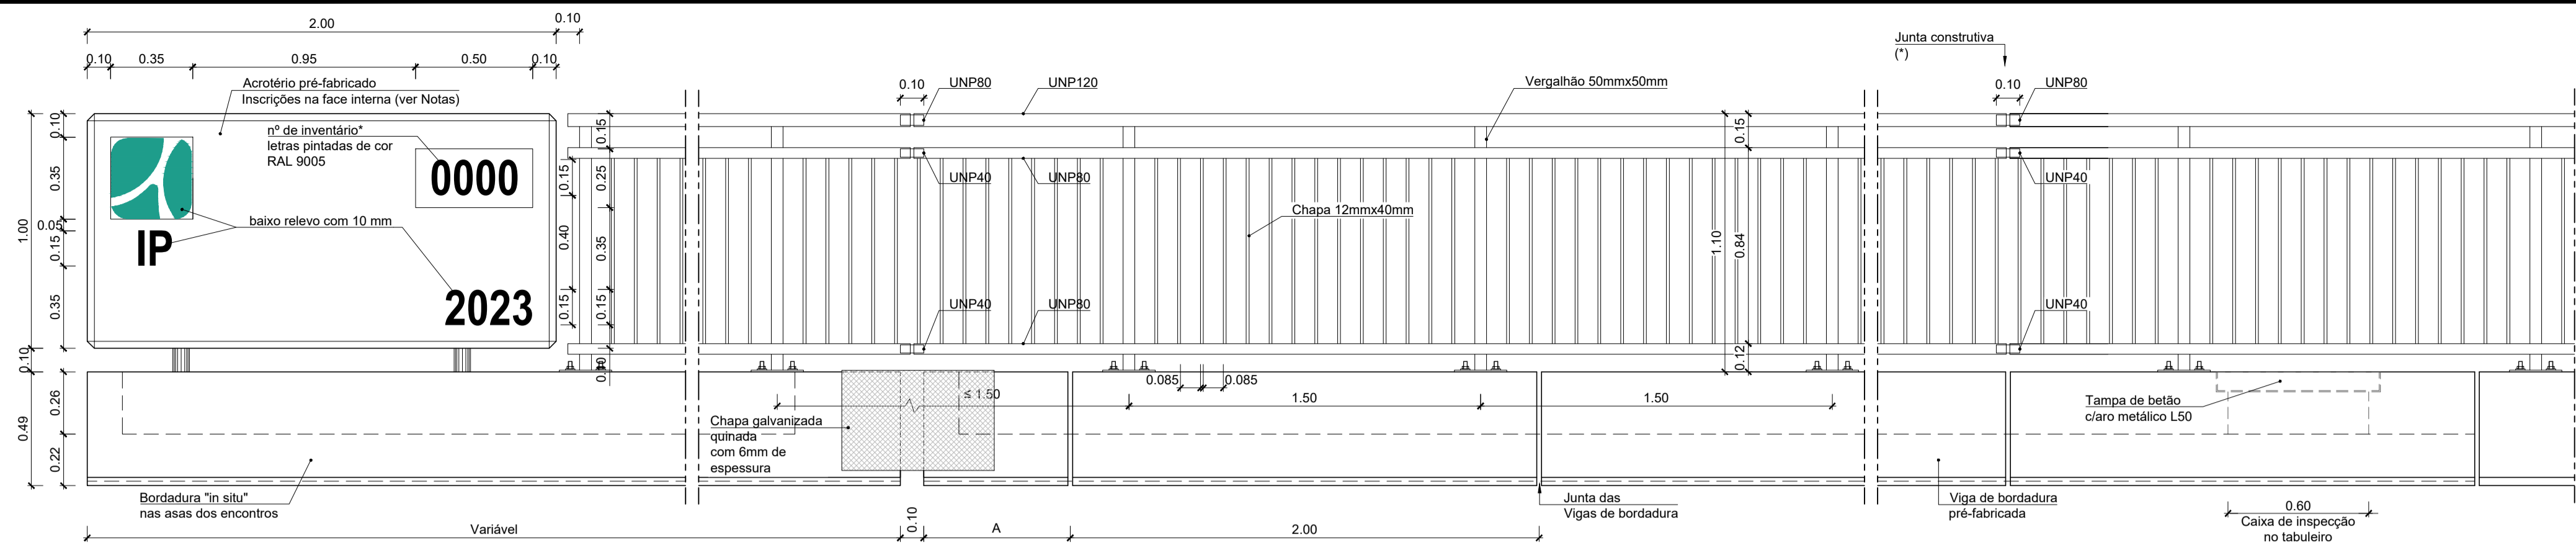 2.00
0.10
0.10
0.35
0.95
0.50
0.10
Acrotério pré-fabricado
Inscrições na face interna (ver Notas)
nº de inventário*
letras pintadas de cor
RAL 9005
0000
baixo relevo com 10 mm
IP
2023
1.00
0.10
0.35
0.05
0.15
0.35
0.10
0.49
0.26
0.22
Bordadura "in situ"
nas asas dos encontros
Variável
0.15
0.25
0.15
0.40
0.35
0.15
0.15
0.10
0.10
UNP80
UNP120
UNP40
UNP80
UNP40
UNP80
Vergalhão 50mmx50mm
Chapa 12mmx40mm
1.10
0.15
0.84
0.12
0.085
0.085
≤ 1.50
1.50
1.50
Chapa galvanizada
quinada
com 6mm de
espessura
0.10
A
2.00
Junta das
Vigas de bordadura
Junta construtiva
(*)
0.10
UNP80
UNP40
UNP40
Tampa de betão
c/aro metálico L50
Viga de bordadura
pré-fabricada
0.60
Caixa de inspecção
no tabuleiro